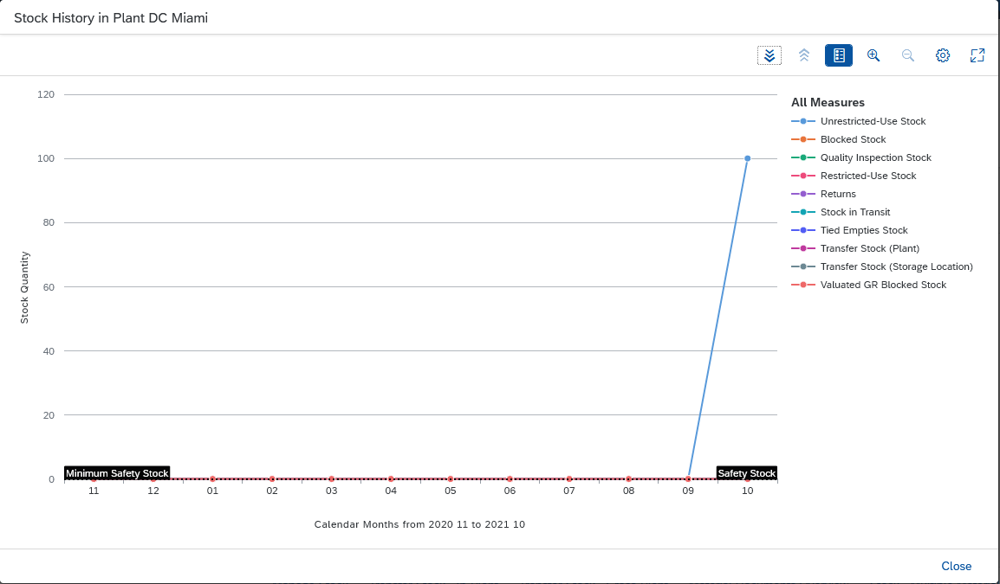 Stock History in Plant DC Miami
120
100
80
60
40
20
0
Stock Quantity
Minimum Safety Stock
Safety Stock
11 12 01 02 03 04 05 06 07 08 09 10
Calendar Months from 2020 11 to 2021 10
All Measures
Unrestricted-Use Stock
Blocked Stock
Quality Inspection Stock
Restricted-Use Stock
Returns
Stock in Transit
Tied Empties Stock
Transfer Stock (Plant)
Transfer Stock (Storage Location)
Valuated GR Blocked Stock
Close